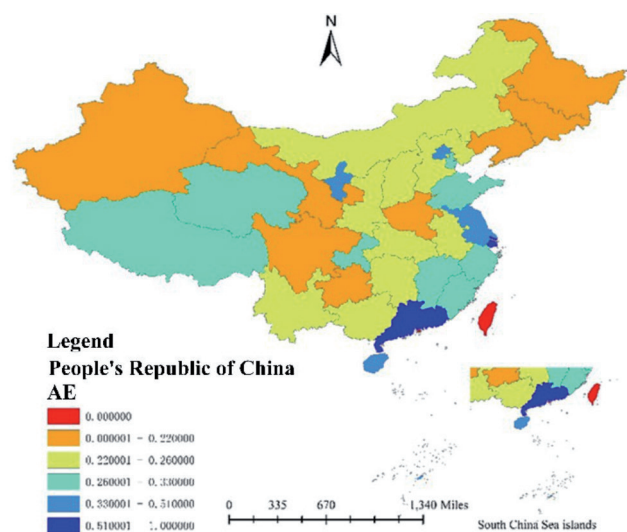 N
Legend
People's Republic of China
AE
0.000000
0.000001 - 0.220000
0.220001 - 0.260000
0.260001 - 0.330000
0.330001 - 0.510000
0.510001 - 1.000000
0 335 670 1,340 Miles
South China Sea islands